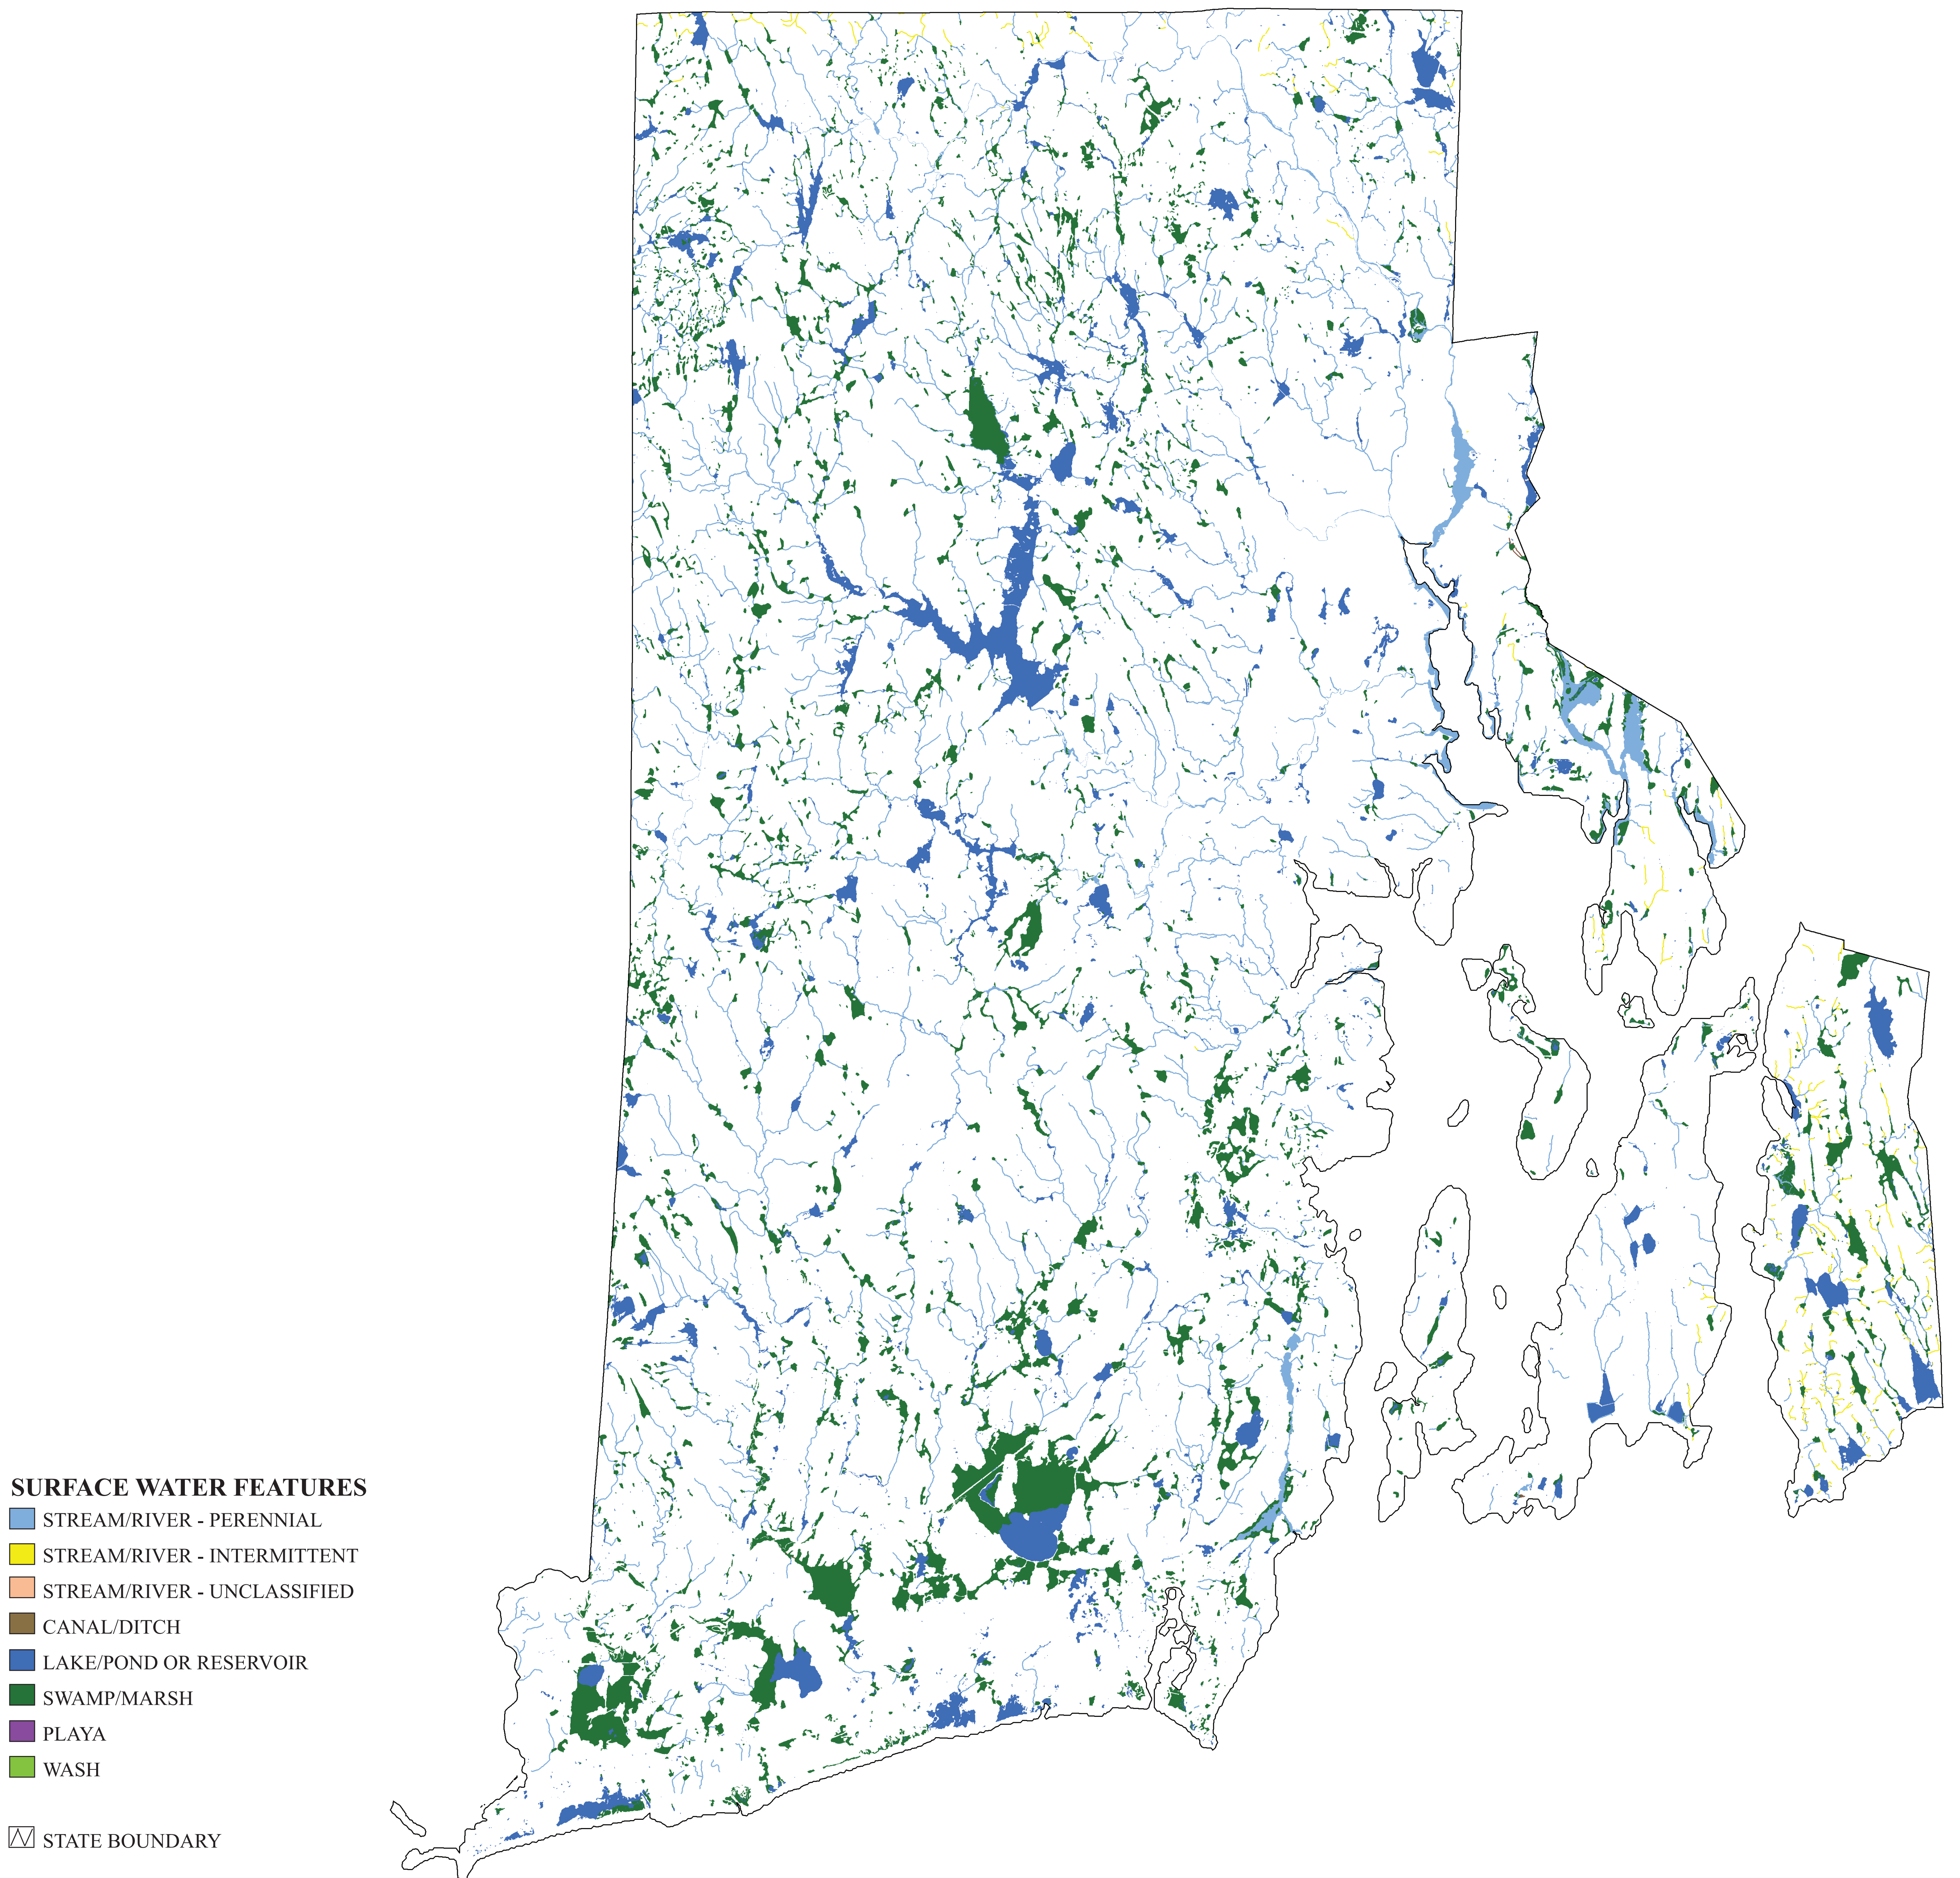 SURFACE WATER FEATURES
STREAM/RIVER - PERENNIAL
STREAM/RIVER - INTERMITTENT
STREAM/RIVER - UNCLASSIFIED
CANAL/DITCH
LAKE/POND OR RESERVOIR
SWAMP/MARSH
PLAYA
WASH
STATE BOUNDARY